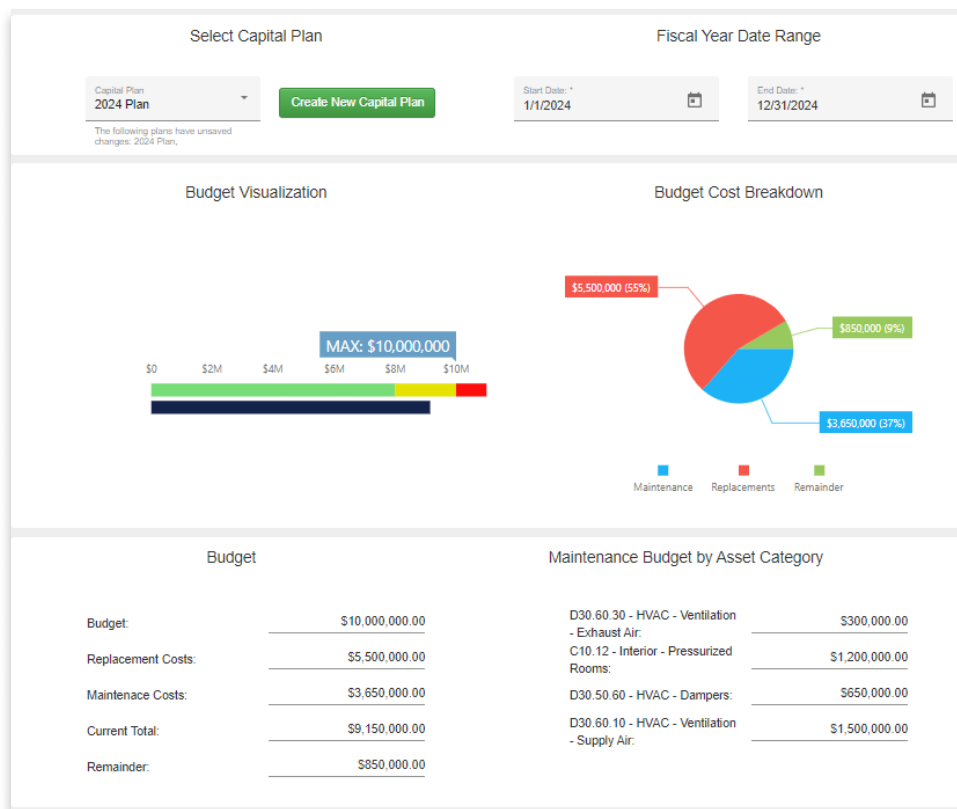 Select Capital Plan
Fiscal Year Date Range
Capital Plan
2024 Plan
Create New Capital Plan
The following plans have unsaved
changes: 2024 Plan,
Start Date: *
1/1/2024
End Date: *
12/31/2024
Budget Visualization
MAX: $10,000,000
$0 $2M $4M $6M $8M $10M
Budget Cost Breakdown
$5,500,000 (55%)
$850,000 (9%)
$3,650,000 (37%)
Maintenance Replacements Remainder
Budget
Budget: $10,000,000.00
Replacement Costs: $5,500,000.00
Maintenace Costs: $3,650,000.00
Current Total: $9,150,000.00
Remainder: $850,000.00
Maintenance Budget by Asset Category
D30.60.30 - HVAC - Ventilation
- Exhaust Air: $300,000.00
C10.12 - Interior - Pressurized
Rooms: $1,200,000.00
D30.50.60 - HVAC - Dampers: $650,000.00
D30.60.10 - HVAC - Ventilation
- Supply Air: $1,500,000.00